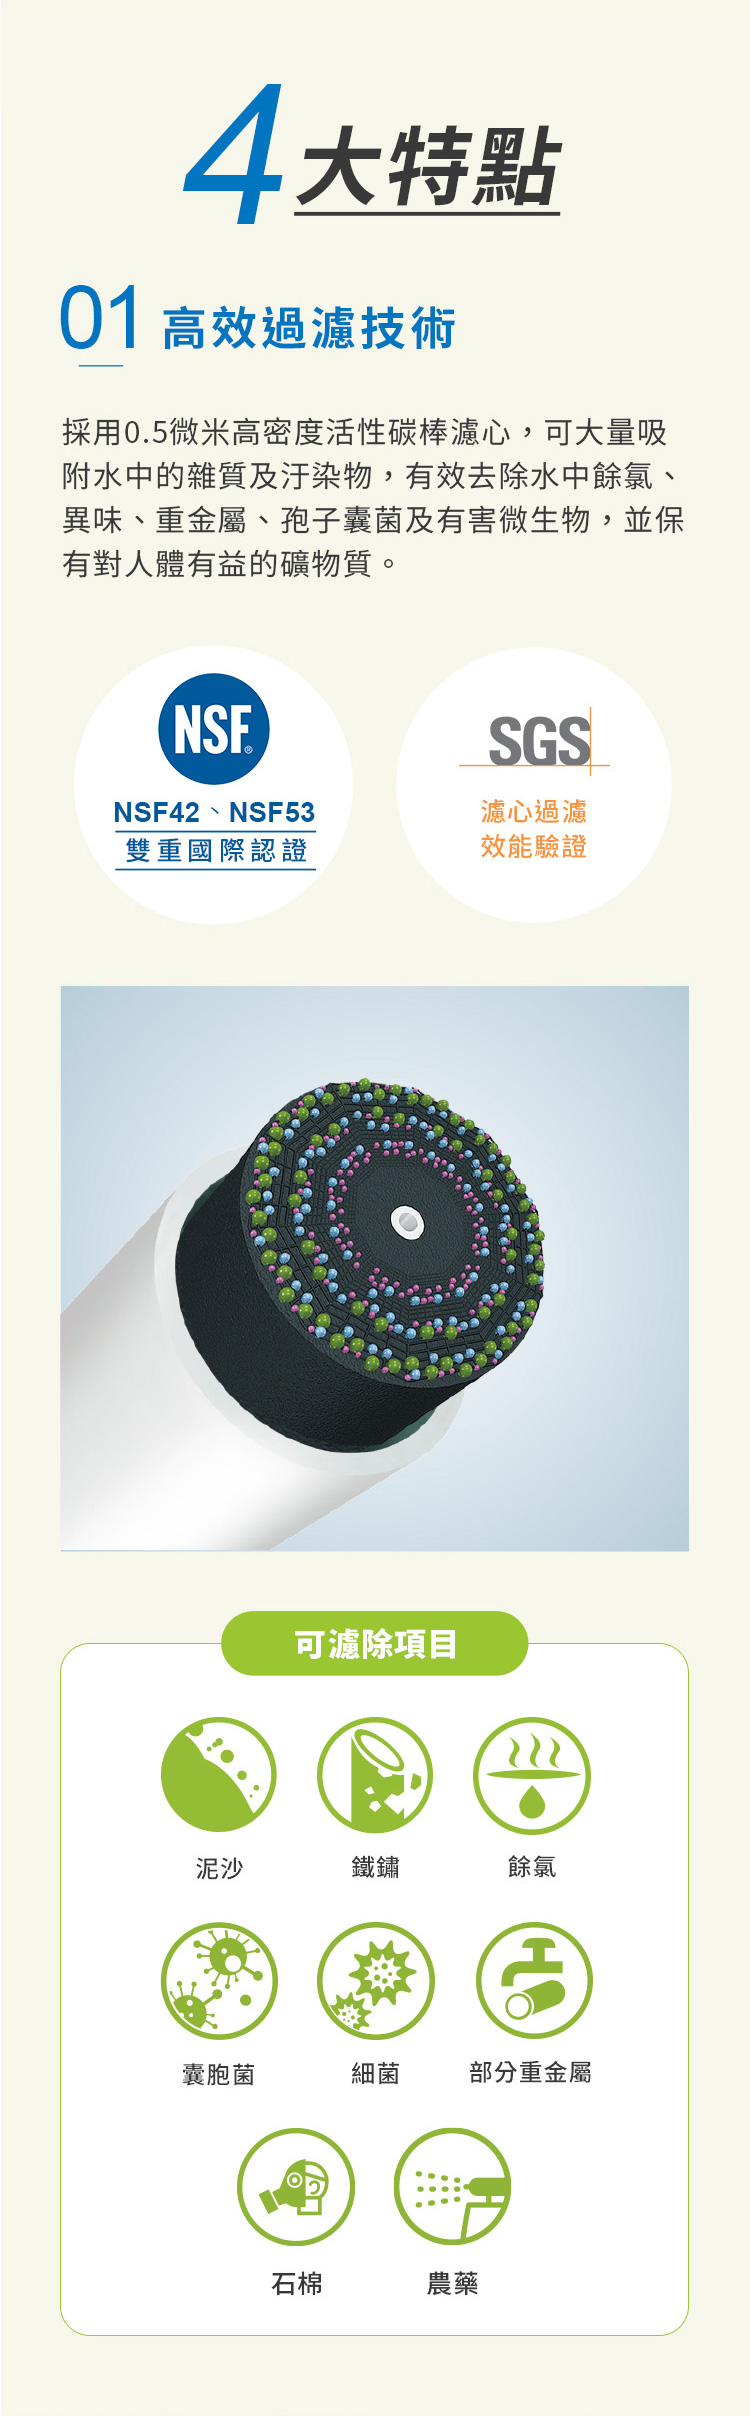 4大特點
01 高效過濾技術
採用0.5微米高密度活性碳棒濾心，可大量吸
附水中的雜質及汙染物，有效去除水中餘氯、
異味、重金屬、孢子囊菌及有害微生物，並保
有對人體有益的礦物質。
NSF®
NSF42、NSF53
雙重國際認證
SGS
濾心過濾
效能驗證
可濾除項目
泥沙
鐵鏽
餘氯
囊胞菌
細菌
部分重金屬
石棉
農藥